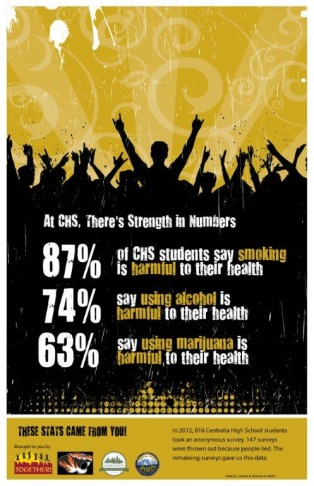 At CHS, There's Strength in Numbers
87% of CHS students say smoking
is harmful to their health
74% say using alcohol is
harmful to their health
63% say using marijuana is
harmful to their health
THESE STATS CAME FROM YOU!
Brought to you by
TOGETHER!
In 2012, 816 Centralia High School students
took an anonymous survey. 147 surveys
were thrown out because people lied. The
remaining surveys gave us this data.